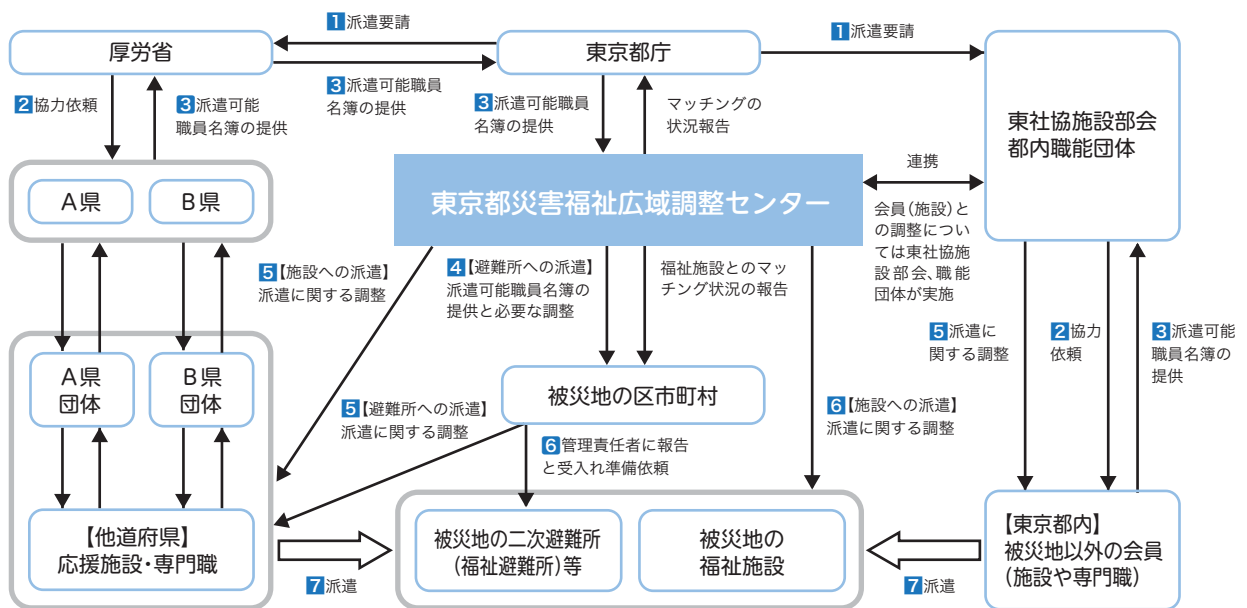 1派遣要請
1派遣要請
厚労省
東京都庁
3派遣可能職員
名簿の提供
2協力依頼
3派遣可能
職員名簿の提供
3派遣可能職員
名簿の提供
マッチングの
状況報告
東社協施設部会
都内職能団体
A県
B県
東京都災害福祉広域調整センター
連携
会員(施設)と
の調整につい
ては東社協施
設部会、職能
団体が実施
5【施設への派遣】
派遣に関する調整
4【避難所への派遣】
派遣可能職員名簿の
提供と必要な調整
福祉施設とのマッ
チング状況の報告
5派遣に
関する調整
2協力
依頼
3派遣可能
職員名簿の
提供
A県
団体
B県
団体
被災地の区市町村
5【避難所への派遣】
派遣に関する調整
6【施設への派遣】
派遣に関する調整
6管理責任者に報告
と受入れ準備依頼
【他道府県】
応援施設・専門職
7派遣
被災地の二次避難所
(福祉避難所)等
被災地の
福祉施設
7派遣
【東京都内】
被災地以外の会員
(施設や専門職)